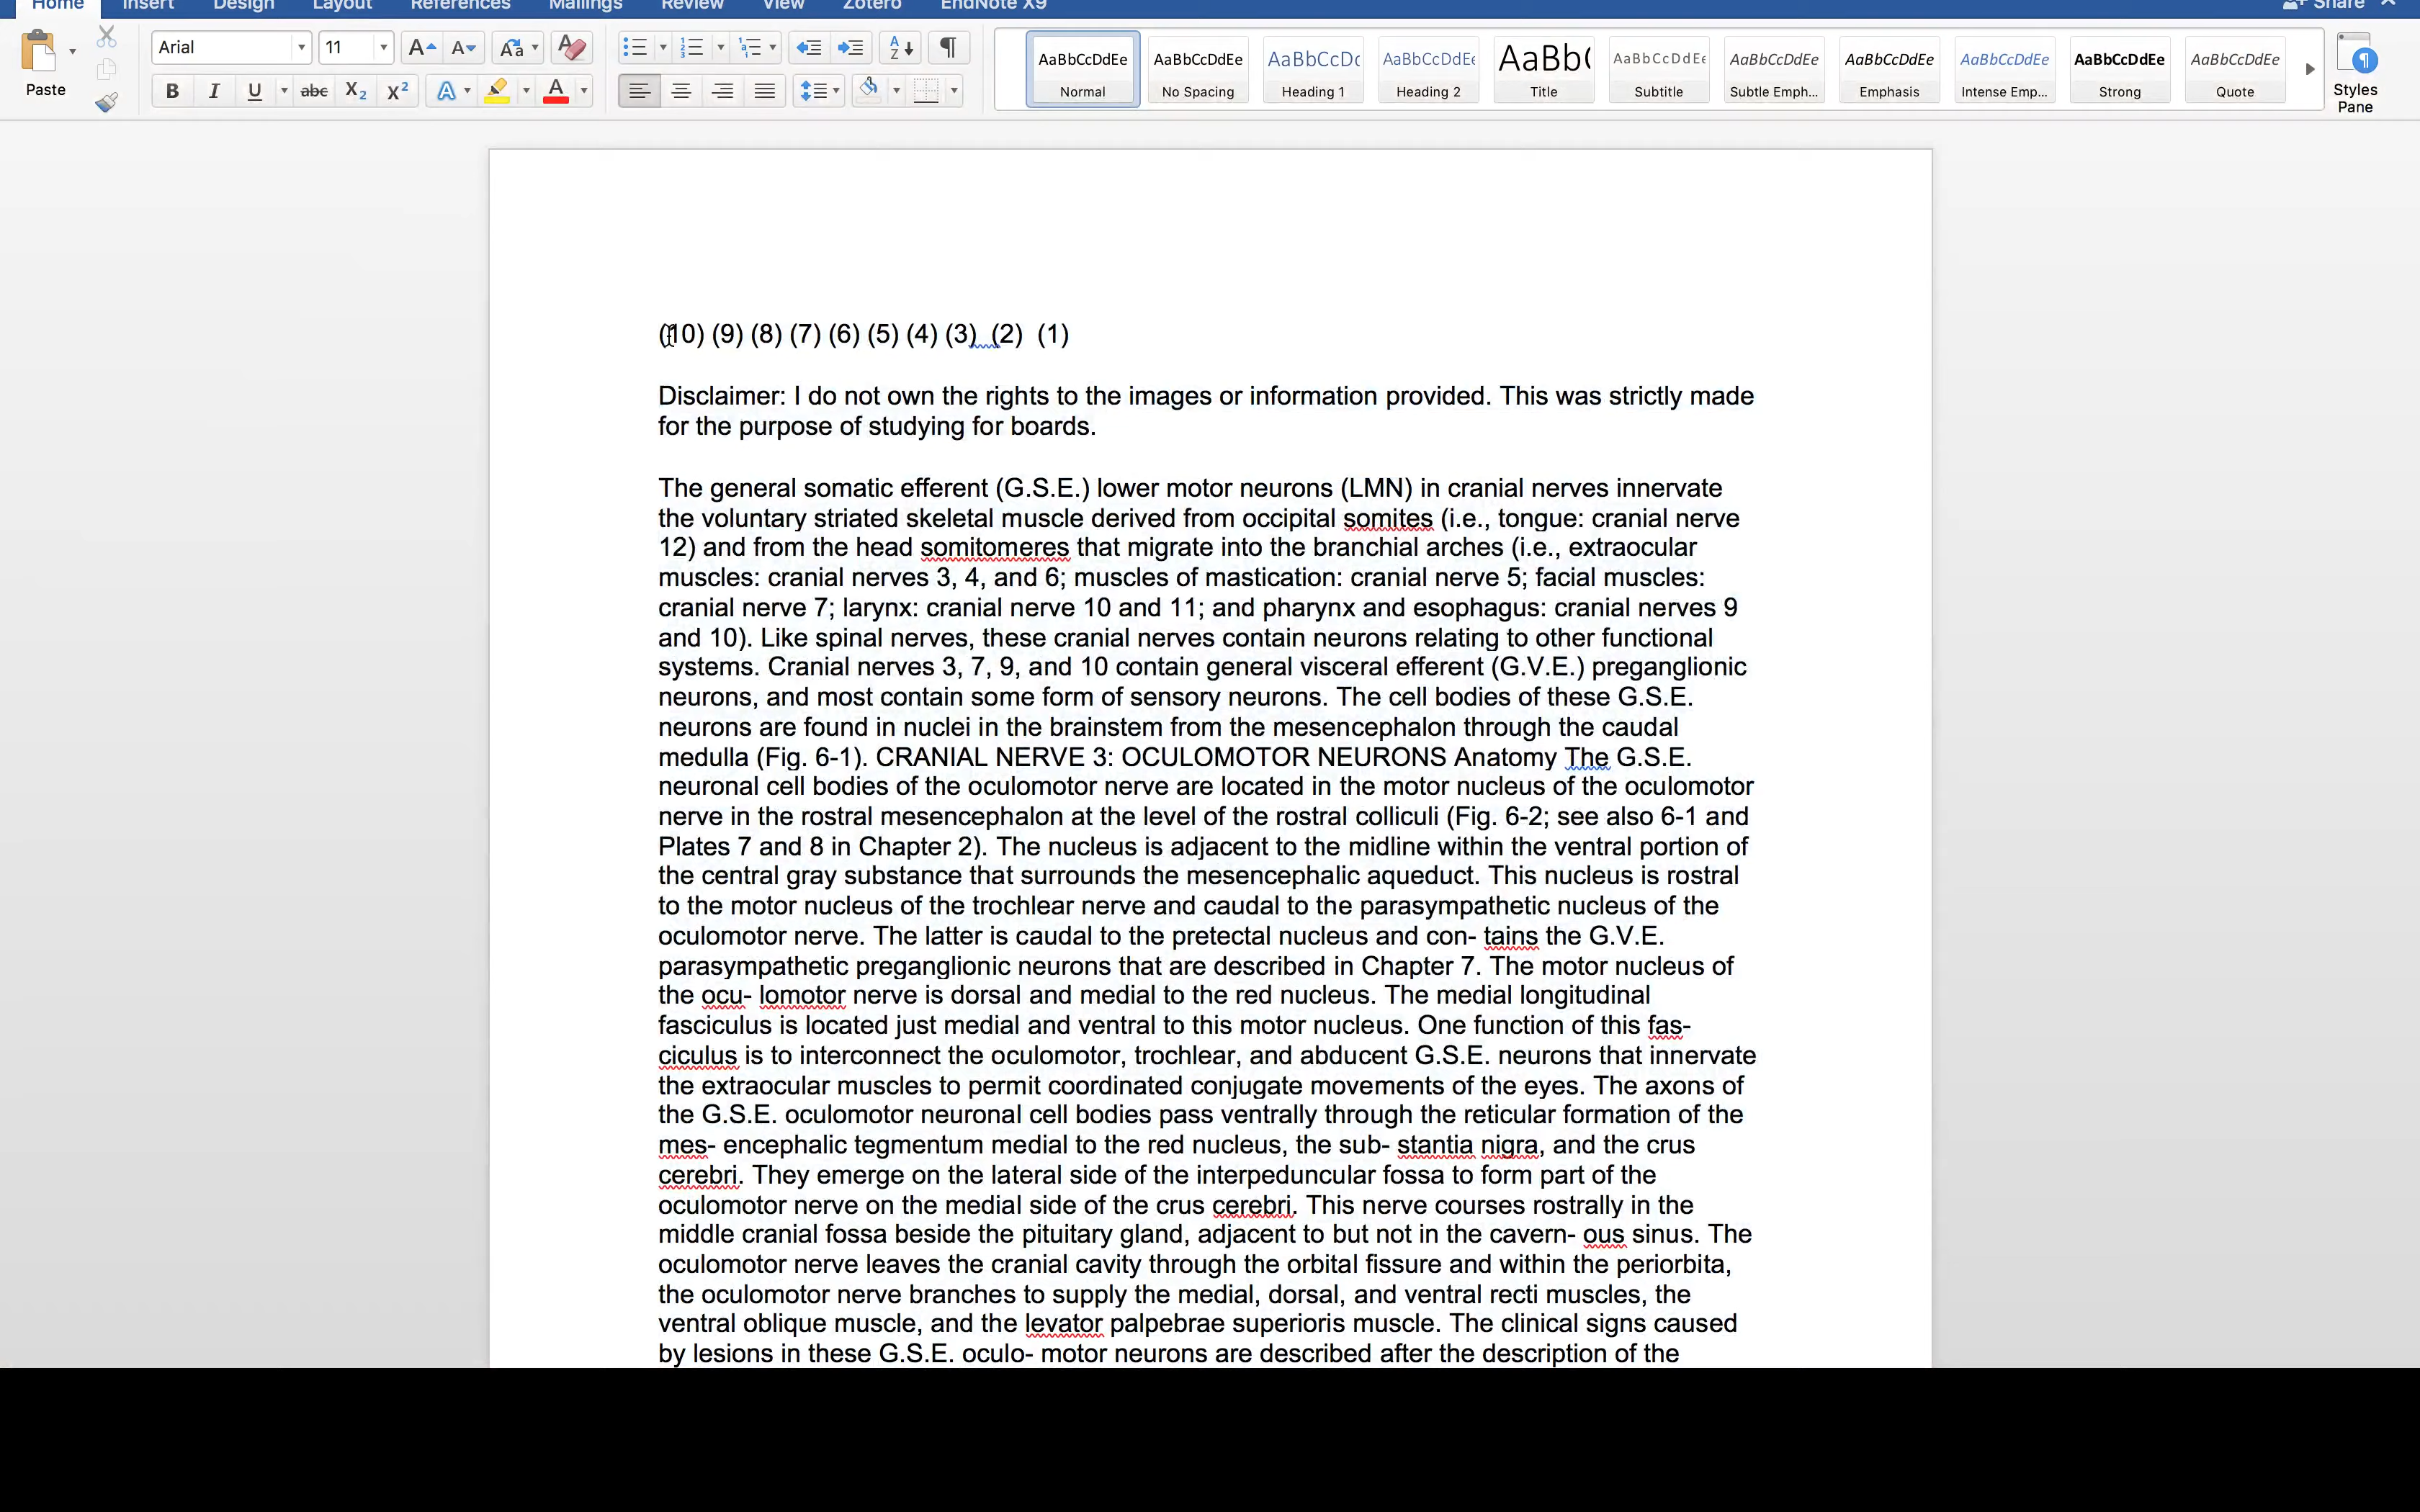 Home Insert Design Layout References Mailings Review View Zotero EndNote X9 Share
Paste
Arial 11
AaBbCcDdEe AaBbCcDdEe AaBbCcDc AaBbCcDdEe AaBb( AaBbCcDdEe AaBbCcDdEe AaBbCcDdEe AaBbCcDdEe AaBbCcDdEe AaBbCcDdEe
Normal No Spacing Heading 1 Heading 2 Title Subtitle Subtle Emph... Emphasis Intense Emp... Strong Quote
Styles
Pane
(10) (9) (8) (7) (6) (5) (4) (3) (2) (1)
Disclaimer: I do not own the rights to the images or information provided. This was strictly made
for the purpose of studying for boards.
The general somatic efferent (G.S.E.) lower motor neurons (LMN) in cranial nerves innervate
the voluntary striated skeletal muscle derived from occipital somites (i.e., tongue: cranial nerve
12) and from the head somitomeres that migrate into the branchial arches (i.e., extraocular
muscles: cranial nerves 3, 4, and 6; muscles of mastication: cranial nerve 5; facial muscles:
cranial nerve 7; larynx: cranial nerve 10 and 11; and pharynx and esophagus: cranial nerves 9
and 10). Like spinal nerves, these cranial nerves contain neurons relating to other functional
systems. Cranial nerves 3, 7, 9, and 10 contain general visceral efferent (G.V.E.) preganglionic
neurons, and most contain some form of sensory neurons. The cell bodies of these G.S.E.
neurons are found in nuclei in the brainstem from the mesencephalon through the caudal
medulla (Fig. 6-1). CRANIAL NERVE 3: OCULOMOTOR NEURONS Anatomy The G.S.E.
neuronal cell bodies of the oculomotor nerve are located in the motor nucleus of the oculomotor
nerve in the rostral mesencephalon at the level of the rostral colliculi (Fig. 6-2; see also 6-1 and
Plates 7 and 8 in Chapter 2). The nucleus is adjacent to the midline within the ventral portion of
the central gray substance that surrounds the mesencephalic aqueduct. This nucleus is rostral
to the motor nucleus of the trochlear nerve and caudal to the parasympathetic nucleus of the
oculomotor nerve. The latter is caudal to the pretectal nucleus and con- tains the G.V.E.
parasympathetic preganglionic neurons that are described in Chapter 7. The motor nucleus of
the ocu- lomotor nerve is dorsal and medial to the red nucleus. The medial longitudinal
fasciculus is located just medial and ventral to this motor nucleus. One function of this fas-
ciculus is to interconnect the oculomotor, trochlear, and abducent G.S.E. neurons that innervate
the extraocular muscles to permit coordinated conjugate movements of the eyes. The axons of
the G.S.E. oculomotor neuronal cell bodies pass ventrally through the reticular formation of the
mes- encephalic tegmentum medial to the red nucleus, the sub- stantia nigra, and the crus
cerebri. They emerge on the lateral side of the interpeduncular fossa to form part of the
oculomotor nerve on the medial side of the crus cerebri. This nerve courses rostrally in the
middle cranial fossa beside the pituitary gland, adjacent to but not in the cavern- ous sinus. The
oculomotor nerve leaves the cranial cavity through the orbital fissure and within the periorbita,
the oculomotor nerve branches to supply the medial, dorsal, and ventral recti muscles, the
ventral oblique muscle, and the levator palpebrae superioris muscle. The clinical signs caused
by lesions in these G.S.E. oculo- motor neurons are described after the description of the